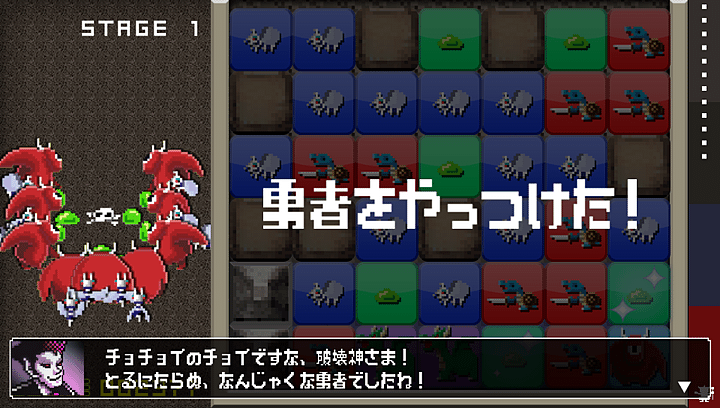 STAGE 1
勇者をやっつけた！
チョチョイのチョイですな、破壊神さま！
とるにたらぬ、なんじゃくな勇者でしたね！